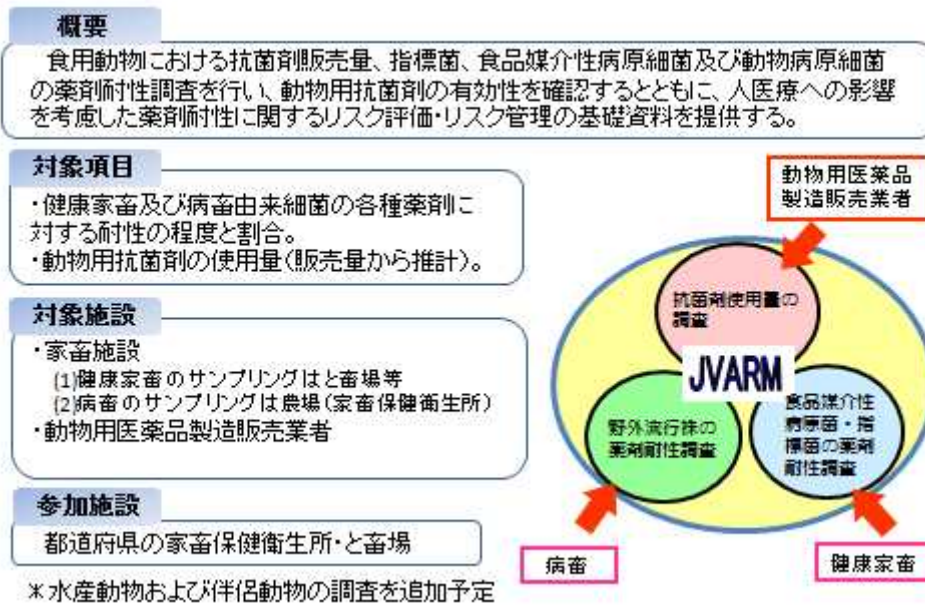 概要
食用動物における抗菌剤販売量、指標菌、食品媒介性病原細菌及び動物病原細菌
の薬剤耐性調査を行い、動物用抗菌剤の有効性を確認するとともに、人医療への影響
を考慮した薬剤耐性に関するリスク評価・リスク管理の基礎資料を提供する。
対象項目
・健康家畜及び病畜由来細菌の各種薬剤に
対する耐性の程度と割合。
・動物用抗菌剤の使用量(販売量から推計)。
対象施設
・家畜施設
(1)健康家畜のサンプリングはと畜場等
(2)病畜のサンプリングは農場(家畜保健衛生所)
・動物用医薬品製造販売業者
参加施設
都道府県の家畜保健衛生所・と畜場
*水産動物および伴侶動物の調査を追加予定
動物用医薬品
製造販売業者
抗菌剤使用量の
調査
JVARM
野外流行株の
薬剤耐性調査
食品媒介性
病原菌・指
標菌の薬剤
耐性調査
病畜
健康家畜